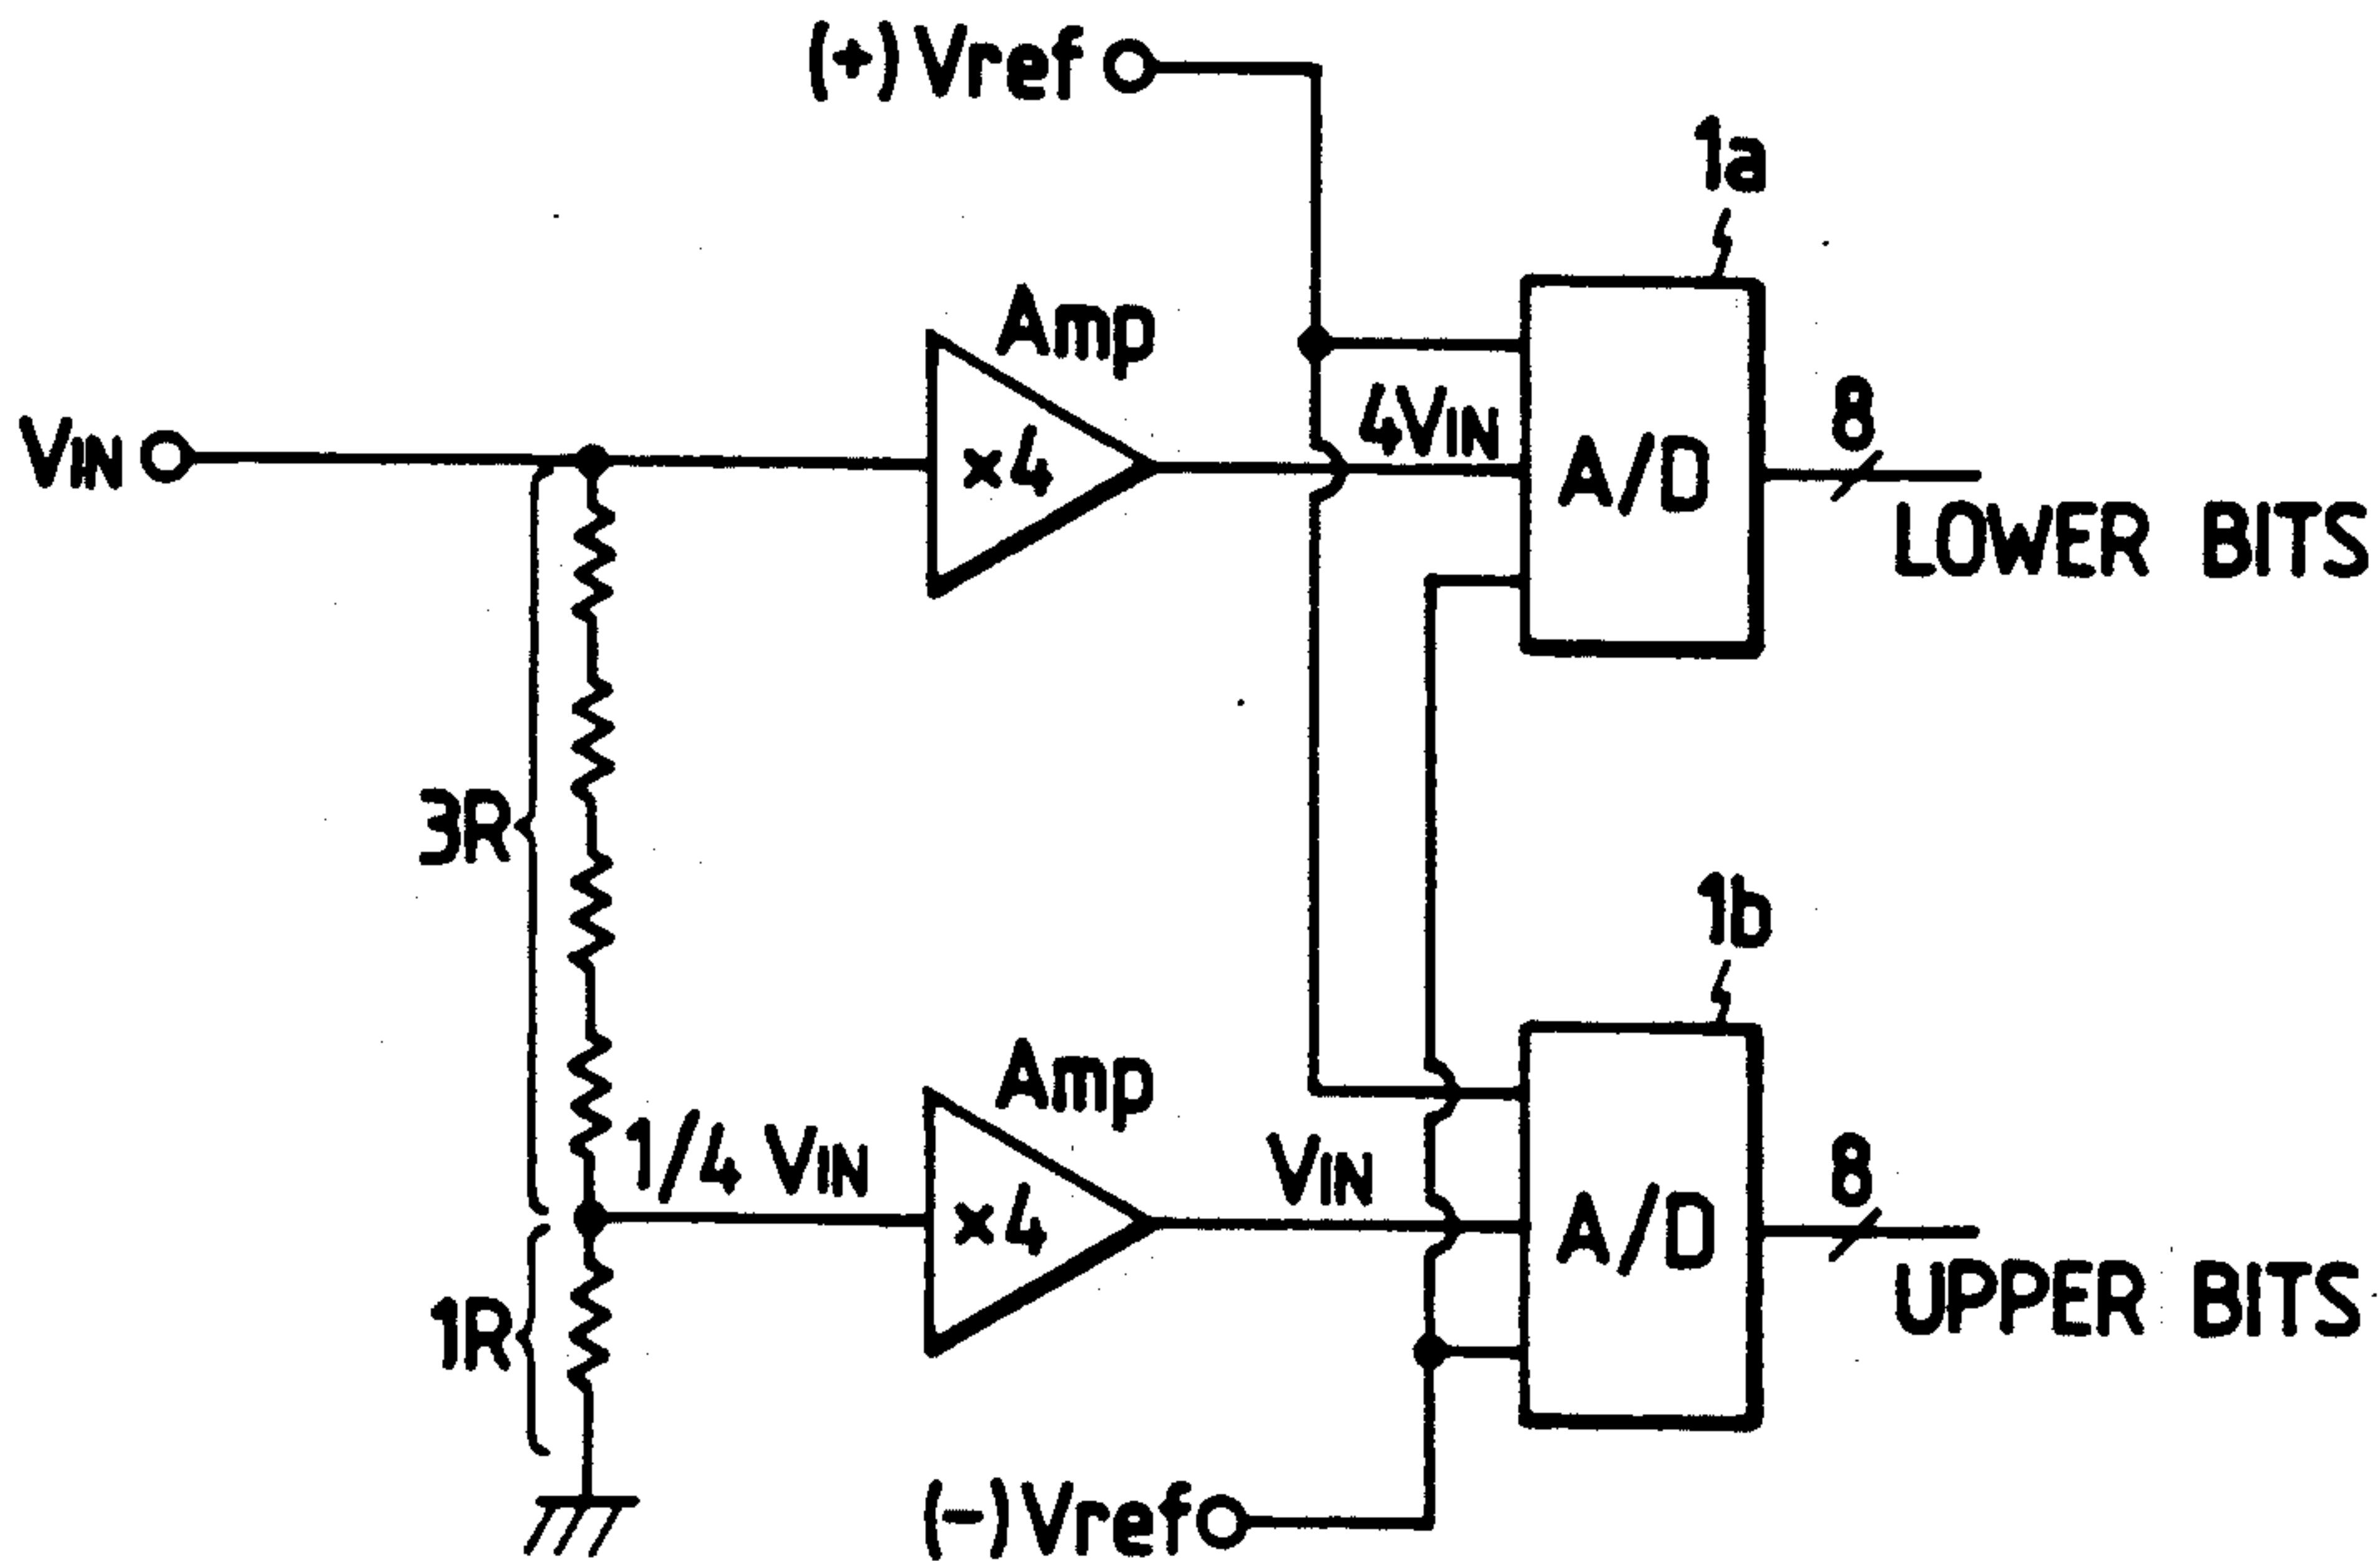 (+) Vref
1a
Amp
4VIN
8
VIN
×4
A/D
LOWER BITS
3R
1b
Amp
1/4 VIN
VIN
8
×4
A/D
UPPER BITS
1R
(-) Vref